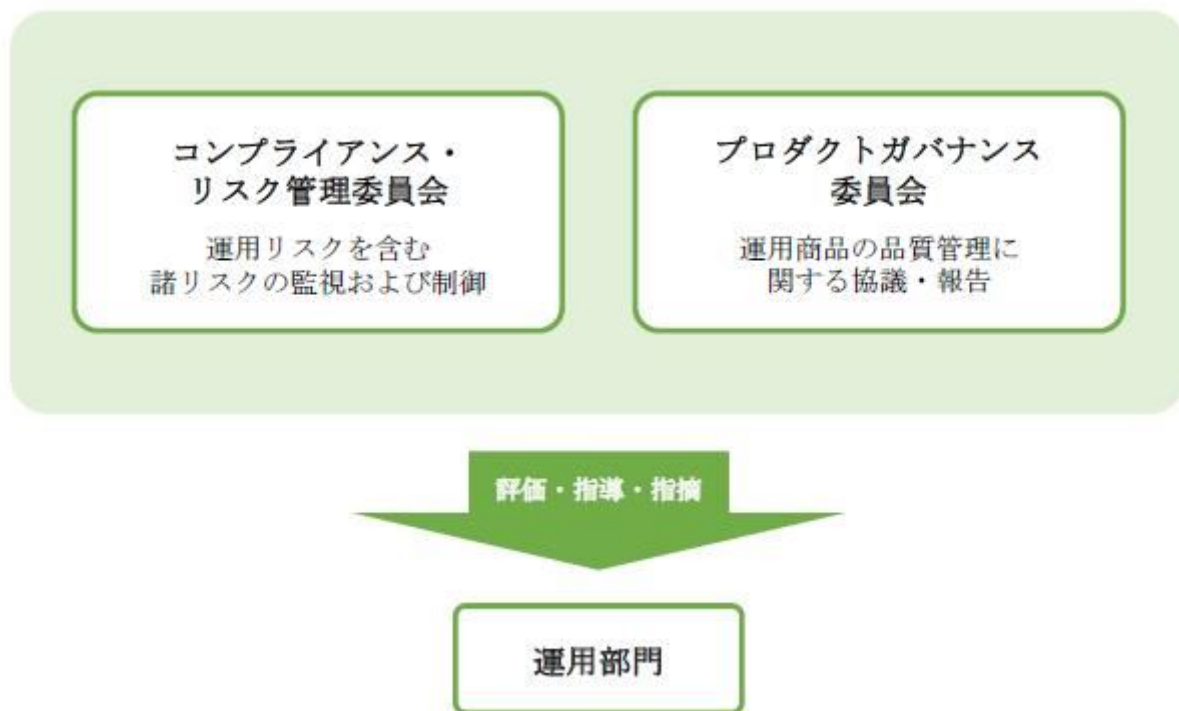 コンプライアンス・
リスク管理委員会
運用リスクを含む
諸リスクの監視および制御
プロダクトガバナンス
委員会
運用商品の品質管理に
関する協議・報告
評価・指導・指摘
運用部門